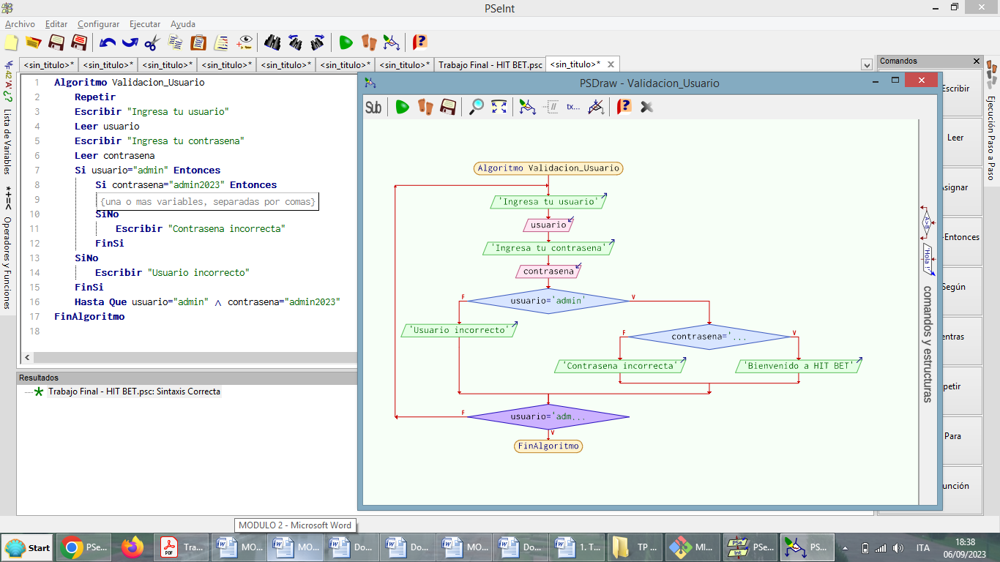 PSeInt
Archivo Editar Configurar Ejecutar Ayuda
<sin_titulo>* <sin_titulo>* <sin_titulo>* <sin_titulo>* <sin_titulo>* <sin_titulo>* <sin_titulo>* Trabajo Final - HIT BET.psc <sin_titulo>*
Lista de Variables
Operadores y Funciones
1 Algoritmo Validacion_Usuario
2 Repetir
3 Escribir "Ingresa tu usuario"
4 Leer usuario
5 Escribir "Ingresa tu contrasena"
6 Leer contrasena
7 Si usuario="admin" Entonces
8 Si contrasena="admin2023" Entonces
9 {una o mas variables, separadas por comas}
10 SiNo
11 Escribir "Contrasena incorrecta"
12 FinSi
13 SiNo
14 Escribir "Usuario incorrecto"
15 FinSi
16 Hasta Que usuario="admin" ∧ contrasena="admin2023"
17 FinAlgoritmo
18
Resultados
Trabajo Final - HIT BET.psc: Sintaxis Correcta
PSDraw - Validacion_Usuario
Sub
tx...
Algoritmo Validacion_Usuario
'Ingresa tu usuario'
usuario
'Ingresa tu contrasena'
contrasena
usuario='admin'
F V
'Usuario incorrecto'
contrasena='...
F V
'Contrasena incorrecta' 'Bienvenido a HIT BET'
usuario='adm...
F
V
FinAlgoritmo
A>B
'Hola !'
comandos y estructuras
Comandos
Escribir
Leer
signar
-Entonces
Según
entras
petir
Para
unción
Ejecución Paso a Paso
MODULO 2 - Microsoft Word
Start PSe... Tra... MO... MO... Do... Do... MO... Do... 1. T... TP ... MI... PSe... PS... ITA
18:38
06/09/2023